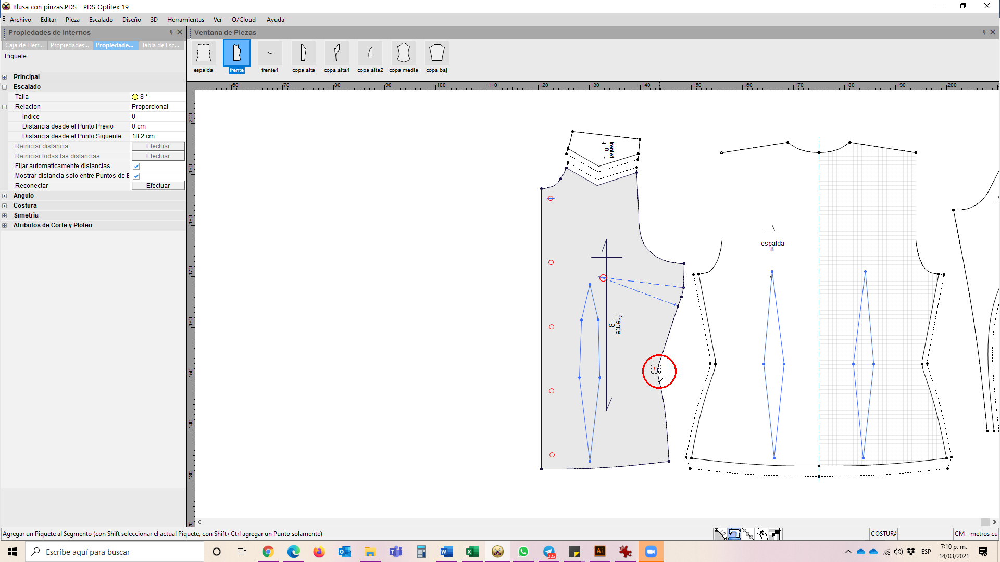 Blusa con pinzas.PDS - PDS Optitex 19
Archivo Editar Pieza Escalado Diseño 3D Herramientas Ver O/Cloud Ayuda
Propiedades de Internos
Ventana de Piezas
Caja de Herr... Propiedades... Propiedade... Tabla de Esc...
Piquete
espalda frente frente1 copa alta copa alta1 copa alta2 copa media copa baj
Principal
Escalado
Talla 8 *
Relacion Proporcional
Indice 0
Distancia desde el Punto Previo 0 cm
Distancia desde el Punto Siguente 18.2 cm
Reiniciar distancia Efectuar
Reiniciar todas las distancias Efectuar
Fijar automaticamente distancias
Mostrar distancia solo entre Puntos de E
Reconectar Efectuar
Angulo
Costura
Simetría
Atributos de Corte y Ploteo
60 70 80 90 100 110 120 130 140 150 160 170 180 190 200
200
190
180
170
160
150
140
130
frente1
8
espalda
8
frente
8
Agregar un Piquete al Segmento (con Shift seleccionar el actual Piquete, con Shift+Ctrl agregar un Punto solamente)
COSTURA
CM - metros cu
Escribe aquí para buscar
222
ESP
7:10 p. m.
14/03/2021